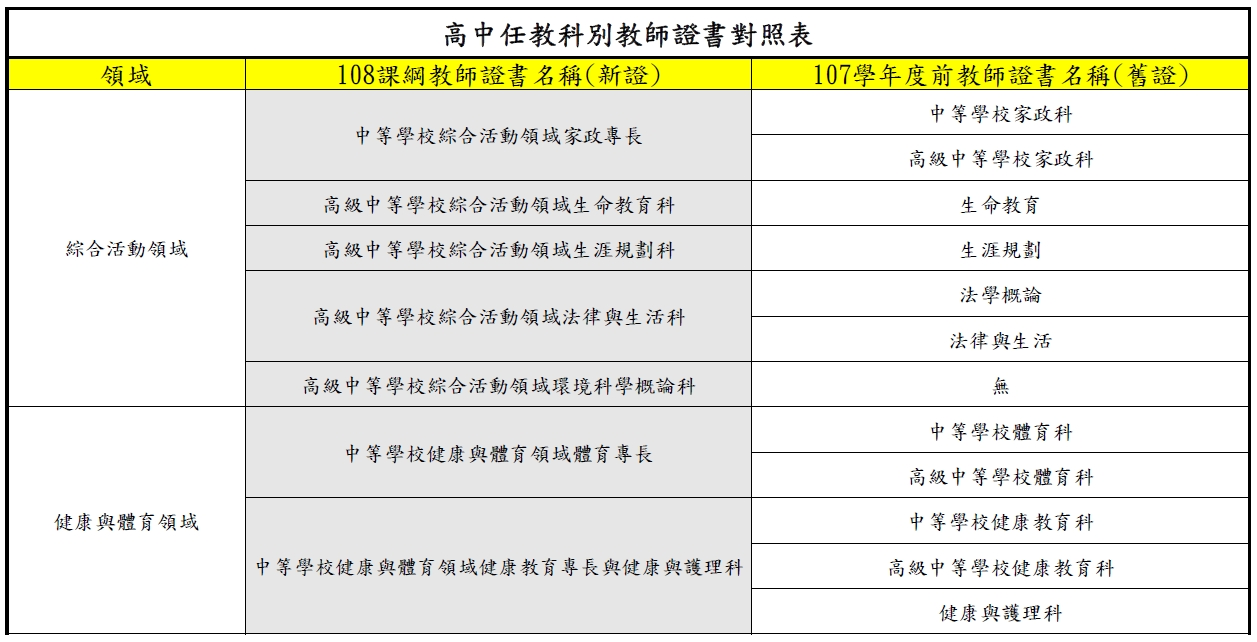 高中任教科別教師證書對照表
領域
108課綱教師證書名稱(新證)
107學年度前教師證書名稱(舊證)
綜合活動領域
中等學校綜合活動領域家政專長
中等學校家政科
高級中等學校家政科
高級中等學校綜合活動領域生命教育科
生命教育
高級中等學校綜合活動領域生涯規劃科
生涯規劃
高級中等學校綜合活動領域法律與生活科
法學概論
法律與生活
高級中等學校綜合活動領域環境科學概論科
無
健康與體育領域
中等學校健康與體育領域體育專長
中等學校體育科
高級中等學校體育科
中等學校健康與體育領域健康教育專長與健康與護理科
中等學校健康教育科
高級中等學校健康教育科
健康與護理科